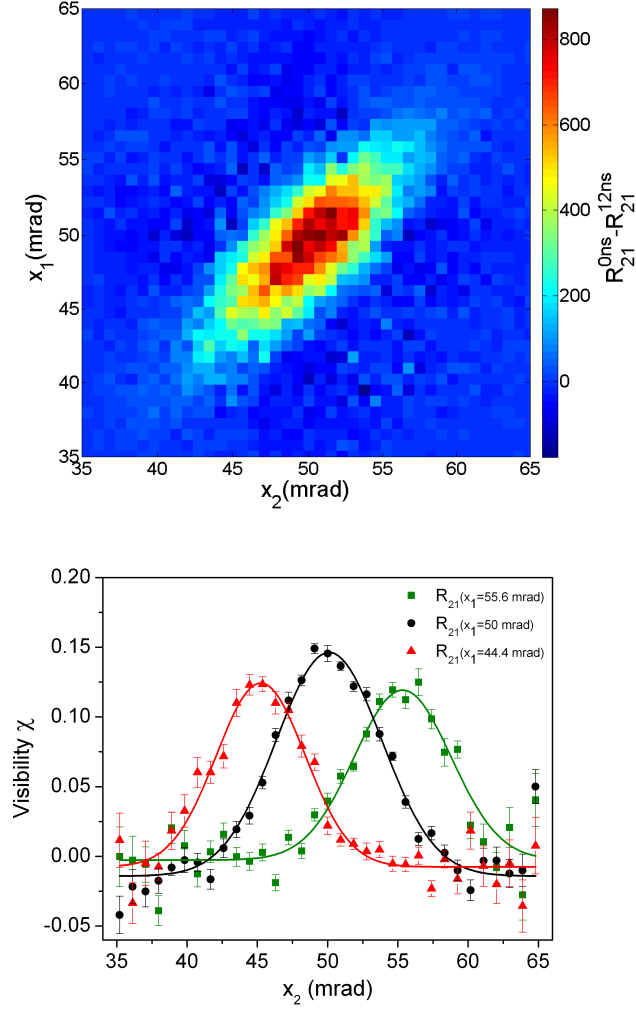 65
60
55
50
45
40
35
x1(mrad)
35 40 45 50 55 60 65
x2(mrad)
800
600
400
200
0
R21^0ns-R21^12ns
0.20
0.15
0.10
0.05
0.00
-0.05
Visibility χ
R21(x1=55.6 mrad)
R21(x1=50 mrad)
R21(x1=44.4 mrad)
35 40 45 50 55 60 65
x2 (mrad)